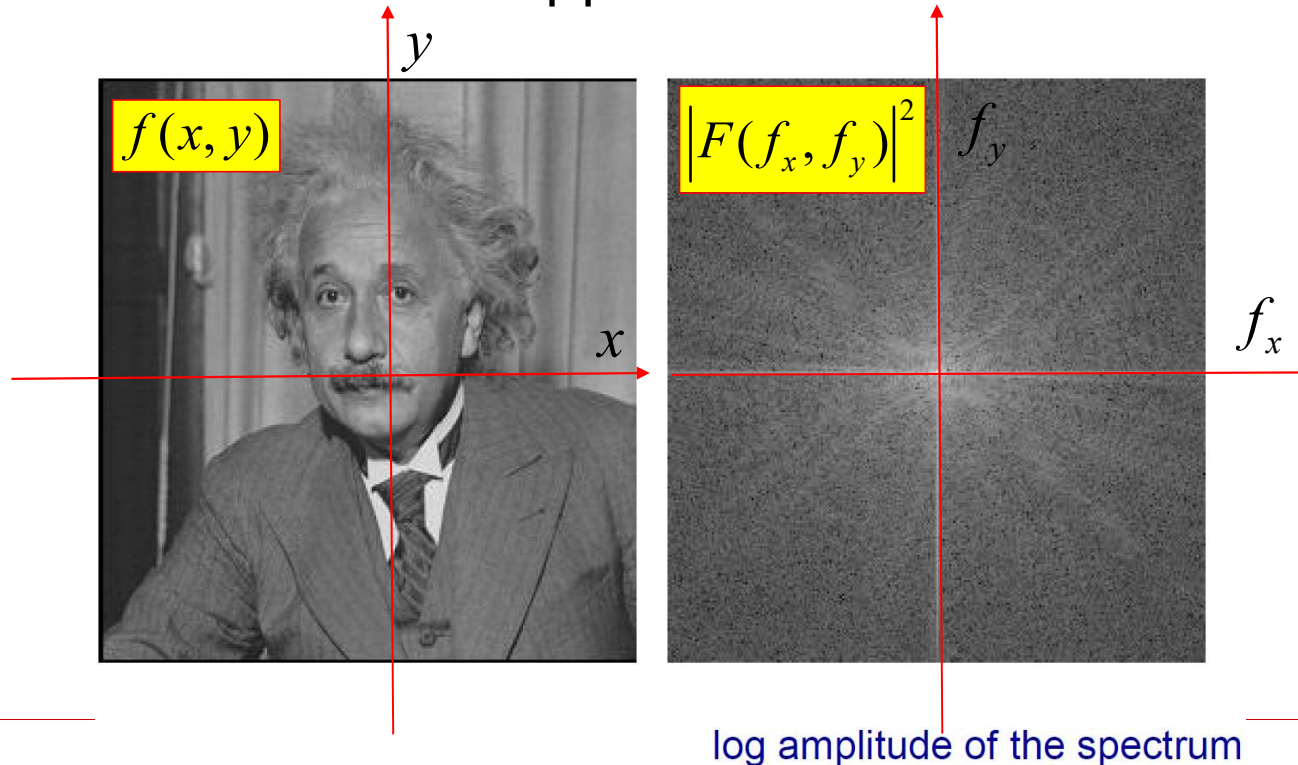 y
f(x, y)
|F(f_x, f_y)|^2
f_y
x
f_x
log amplitude of the spectrum